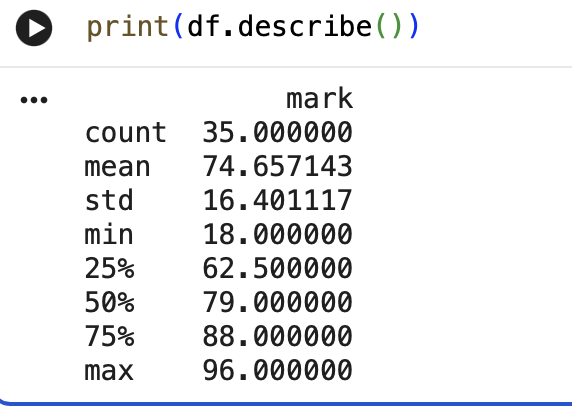 print(df.describe())
... mark
count 35.000000
mean 74.657143
std 16.401117
min 18.000000
25% 62.500000
50% 79.000000
75% 88.000000
max 96.000000